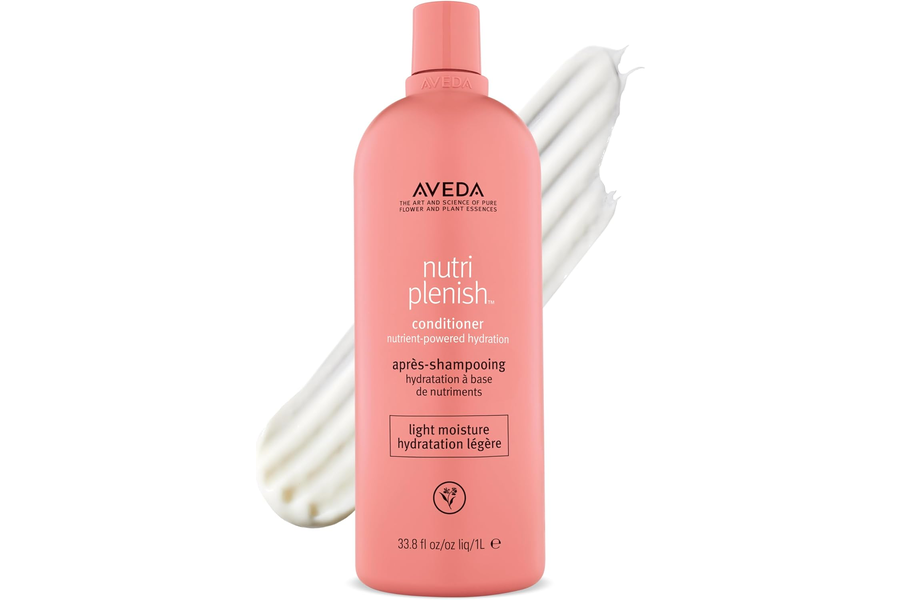 AVEDA
AVEDA
THE ART AND SCIENCE OF PURE
FLOWER AND PLANT ESSENCES
nutri
plenish™
conditioner
nutrient-powered hydration
après-shampooing
hydratation à base
de nutriments
light moisture
hydratation légère
33.8 fl oz/oz liq/1L ℮